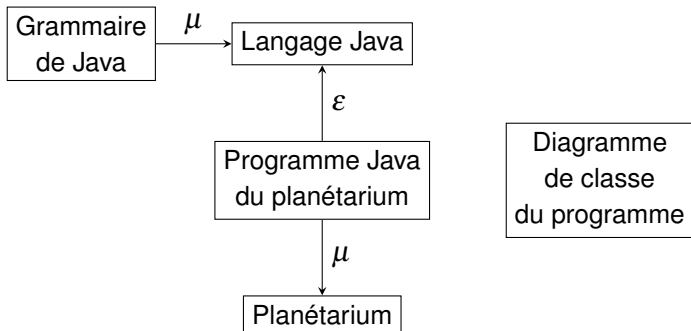 Grammaire
de Java
μ
Langage Java
ε
Programme Java
du planétarium
Diagramme
de classe
du programme
μ
Planétarium